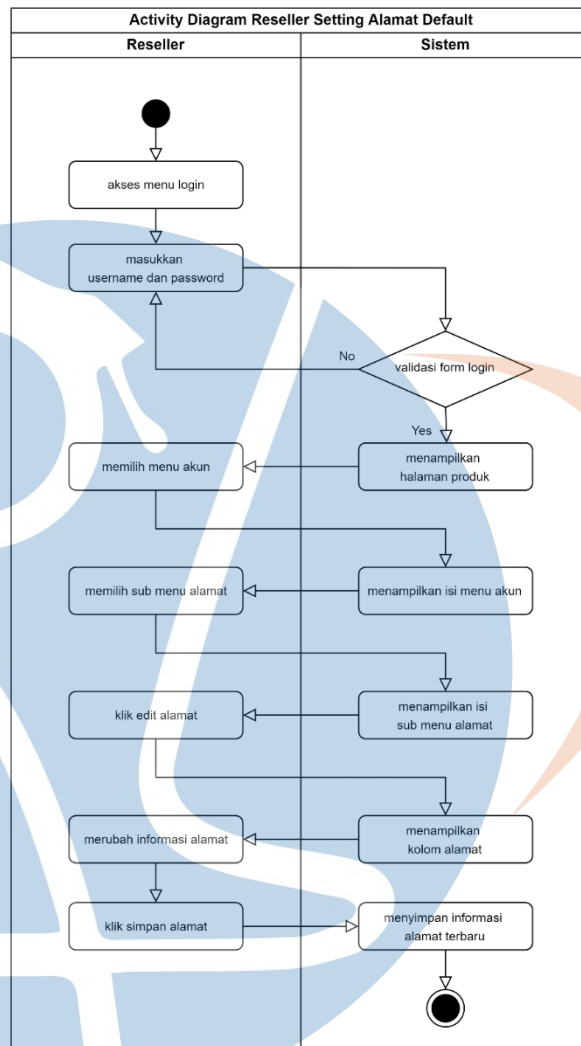 Activity Diagram Reseller Setting Alamat Default
Reseller
Sistem
akses menu login
masukkan
username dan password
No
validasi form login
Yes
memilih menu akun
menampilkan
halaman produk
memilih sub menu alamat
menampilkan isi menu akun
klik edit alamat
menampilkan isi
sub menu alamat
merubah informasi alamat
menampilkan
kolom alamat
klik simpan alamat
menyimpan informasi
alamat terbaru